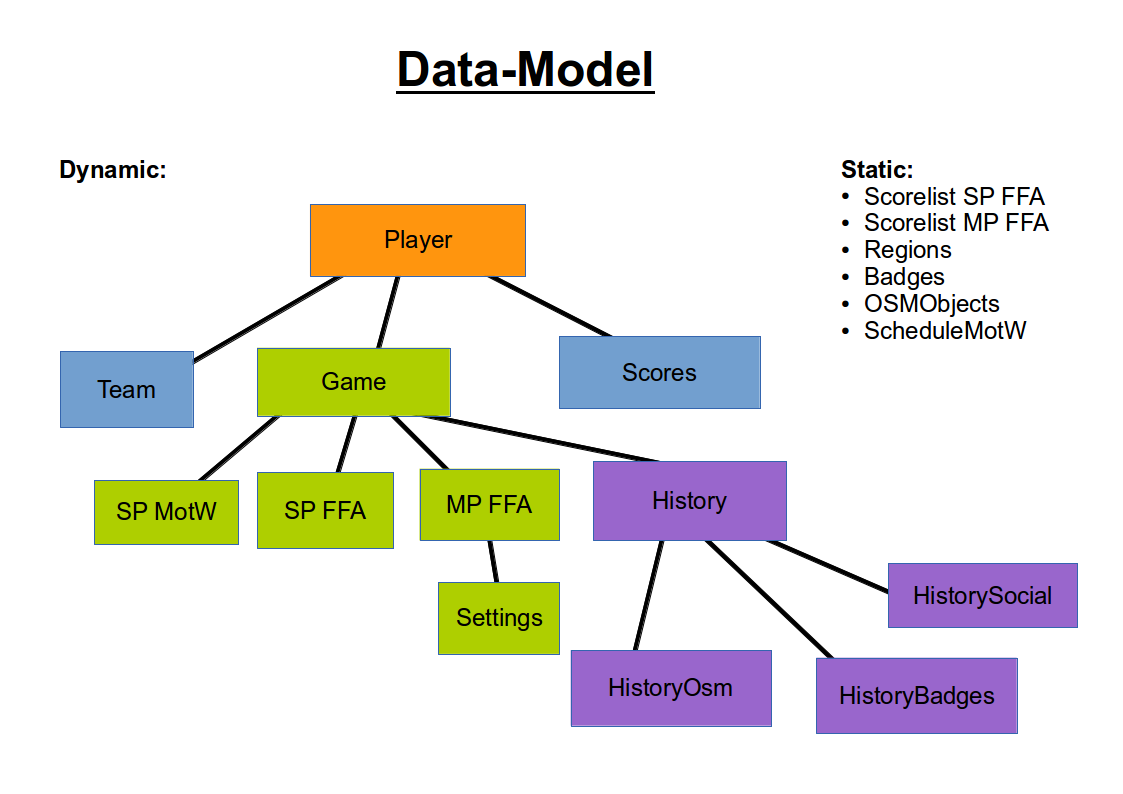 Data-Model
Dynamic:
Static:
• Scorelist SP FFA
• Scorelist MP FFA
• Regions
• Badges
• OSMObjects
• ScheduleMotW
Player
Team
Game
Scores
SP MotW
SP FFA
MP FFA
History
Settings
HistorySocial
HistoryOsm
HistoryBadges